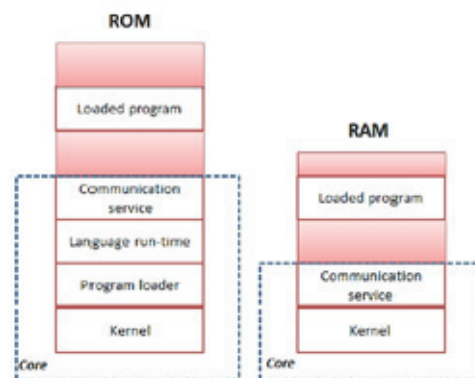 ROM
Loaded program
Communication
service
Language run-time
Program loader
Kernel
Core
RAM
Loaded program
Communication
service
Kernel
Core